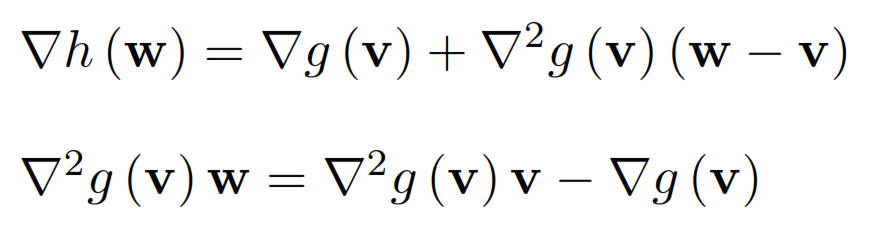 ∇h (𝐰) = ∇g (𝐯) + ∇²g (𝐯) (𝐰 − 𝐯)
∇²g (𝐯) 𝐰 = ∇²g (𝐯) 𝐯 − ∇g (𝐯)